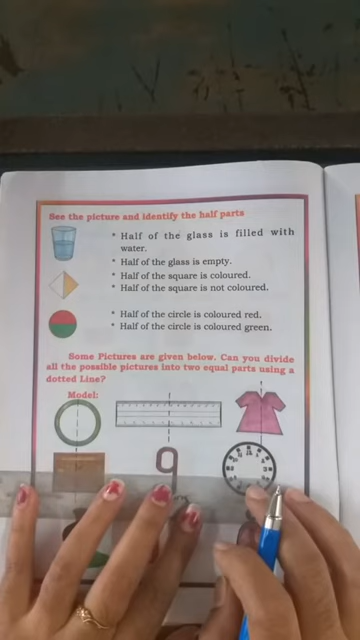 See the picture and identify the half parts
* Half of the glass is filled with
water.
* Half of the glass is empty.
* Half of the square is coloured.
* Half of the square is not coloured.
* Half of the circle is coloured red.
* Half of the circle is coloured green.
Some Pictures are given below. Can you divide
all the possible pictures into two equal parts using a
dotted Line?
Model:
9